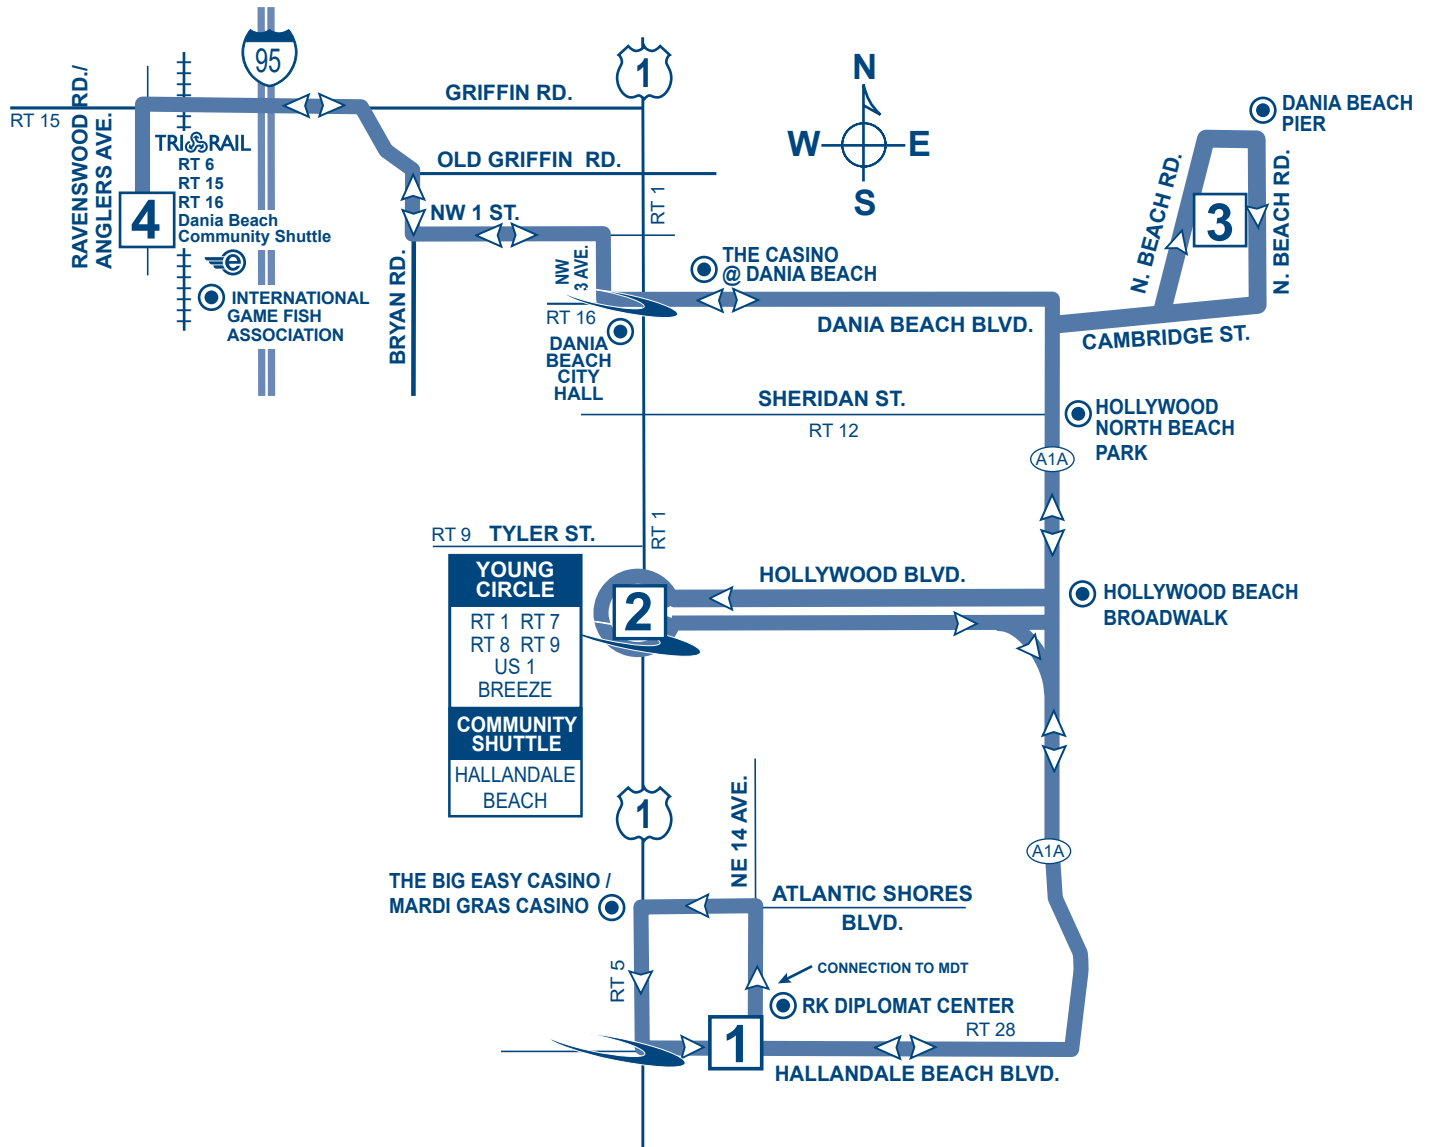 95
1
GRIFFIN RD.
RT 15
RAVENSWOOD RD./
ANGLERS AVE.
TRI RAIL
RT 6
RT 15
RT 16
Dania Beach
Community Shuttle
4
e
INTERNATIONAL
GAME FISH
ASSOCIATION
OLD GRIFFIN RD.
NW 1 ST.
RT 1
BRYAN RD.
NW
3 AVE.
RT 16
DANIA
BEACH
CITY
HALL
N
W
E
S
THE CASINO
@ DANIA BEACH
DANIA BEACH BLVD.
DANIA BEACH
PIER
N. BEACH RD.
3
N. BEACH RD.
CAMBRIDGE ST.
SHERIDAN ST.
RT 12
HOLLYWOOD
NORTH BEACH
PARK
A1A
RT 9 TYLER ST.
RT 1
YOUNG
CIRCLE
RT 1 RT 7
RT 8 RT 9
US 1
BREEZE
COMMUNITY
SHUTTLE
HALLANDALE
BEACH
2
HOLLYWOOD BLVD.
HOLLYWOOD BEACH
BROADWALK
1
NE 14 AVE.
A1A
THE BIG EASY CASINO /
MARDI GRAS CASINO
ATLANTIC SHORES
BLVD.
RT 5
CONNECTION TO MDT
RK DIPLOMAT CENTER
RT 28
1
HALLANDALE BEACH BLVD.